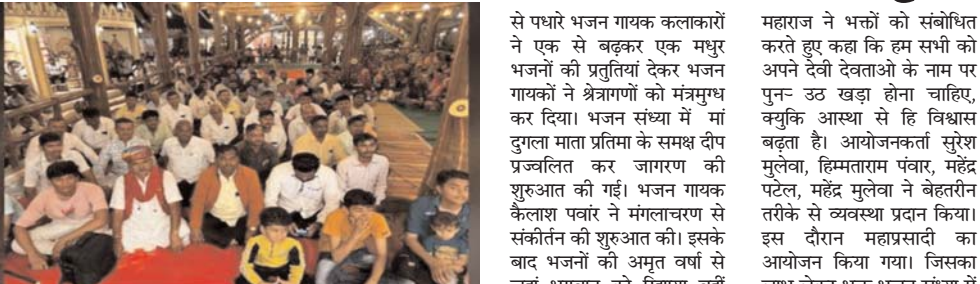 से पधारे भजन गायक कलाकारों
ने एक से बढ़कर एक मधुर
भजनों की प्रतुतियां देकर भजन
गायकों ने श्रेत्रागणों को मंत्रमुग्ध
कर दिया। भजन संध्या में मां
दुगला माता प्रतिमा के समक्ष दीप
प्रज्वलित कर जागरण की
शुरुआत की गई। भजन गायक
कैलाश पवांर ने मंगलाचरण से
संकीर्तन की शुरुआत की। इसके
बाद भजनों की अमृत वर्षा से
महाराज ने भक्तों को संबोधित
करते हुए कहा कि हम सभी को
अपने देवी देवताओ के नाम पर
पुनः उठ खड़ा होना चाहिए,
क्युकि आस्था से हि विश्वास
बढ़ता है। आयोजनकर्ता सुरेश
मुलेवा, हिम्मताराम पंवार, महेंद्र
पटेल, महेंद्र मुलेवा ने बेहतरीन
तरीके से व्यवस्था प्रदान किया।
इस दौरान महाप्रसादी का
आयोजन किया गया। जिसका